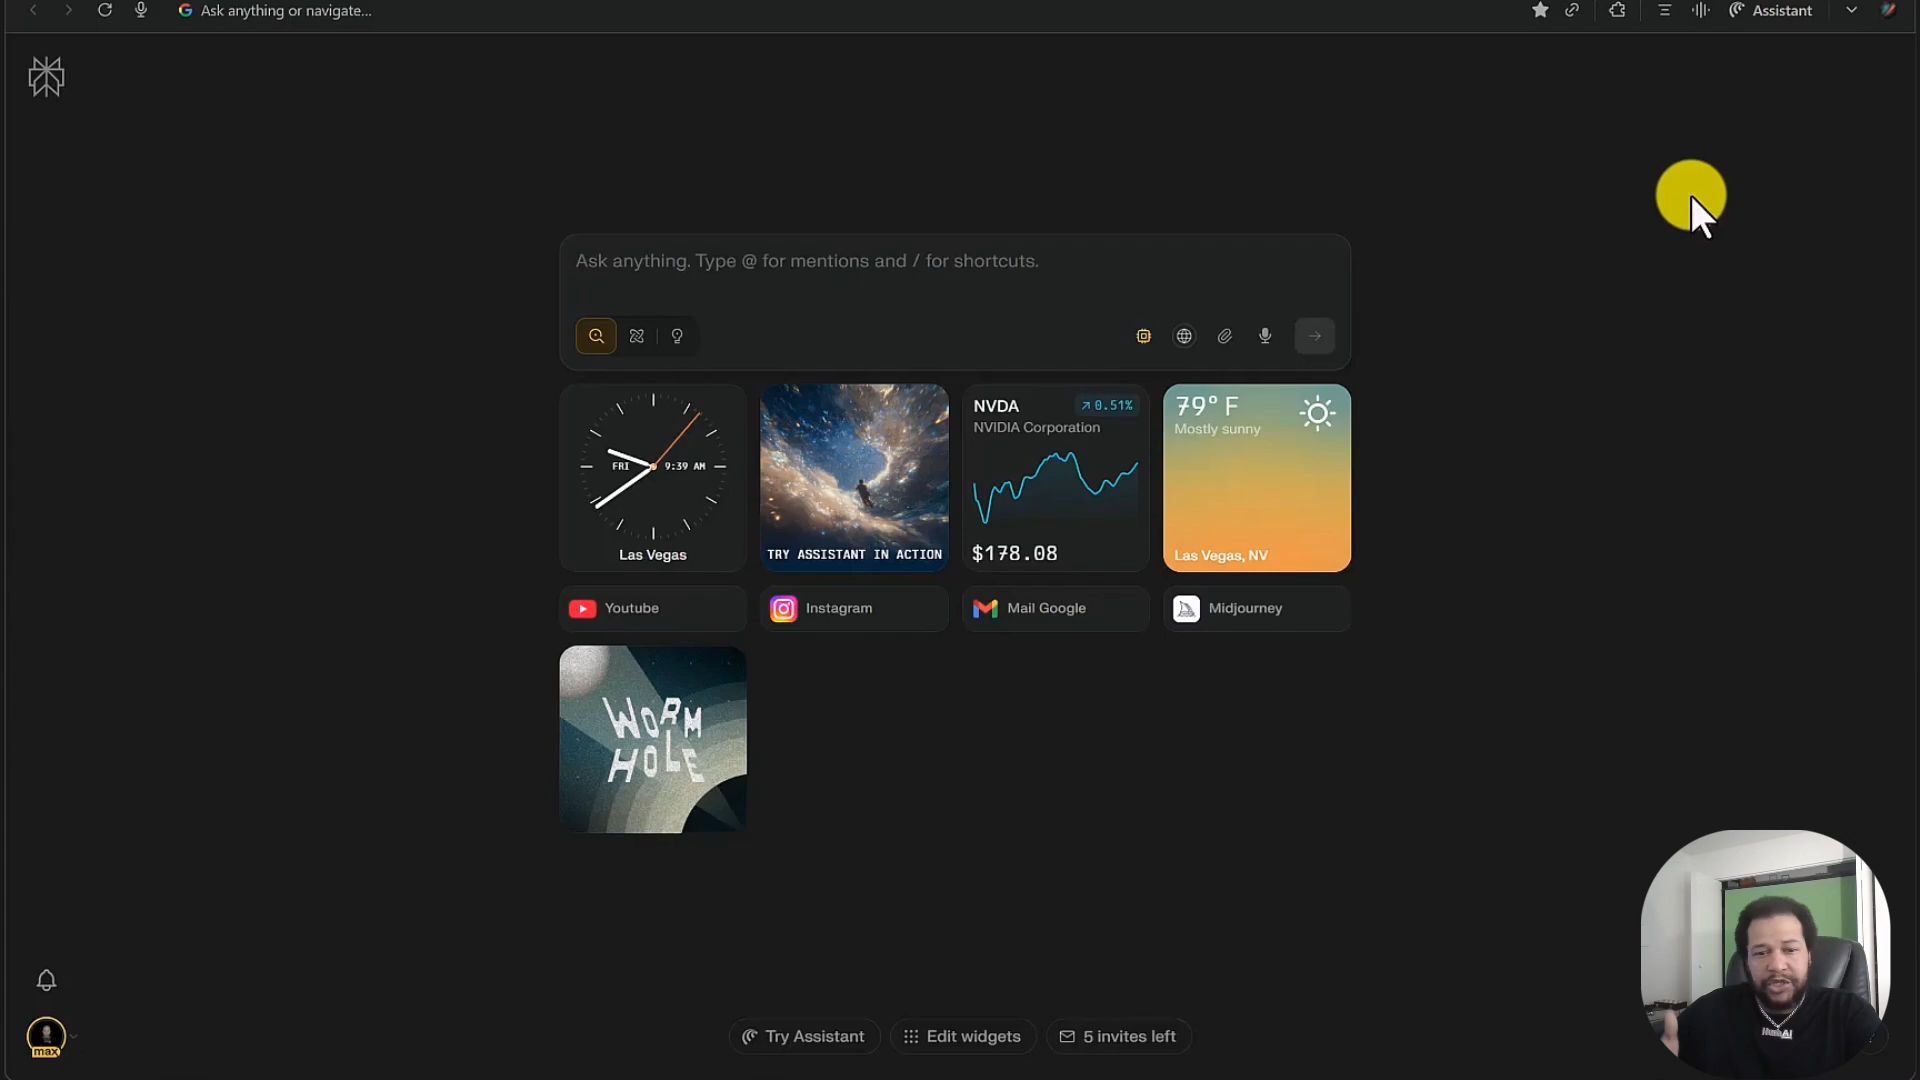 Ask anything or navigate...
Assistant
Ask anything. Type @ for mentions and / for shortcuts.
FRI 9:39 AM
Las Vegas
TRY ASSISTANT IN ACTION
NVDA
0.51%
NVIDIA Corporation
$178.08
79° F
Mostly sunny
Las Vegas, NV
Youtube
Instagram
Mail Google
Midjourney
WORM
HOLE
max
Try Assistant
Edit widgets
5 invites left